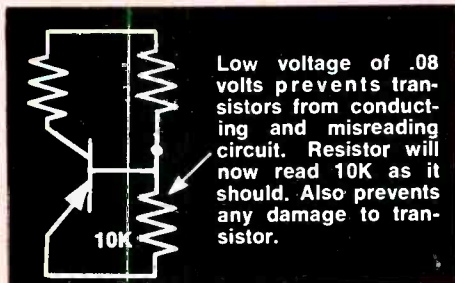 Low voltage of .08
volts prevents tran-
sistors from conduct-
ing and misreading
circuit. Resistor will
now read 10K as it
should. Also prevents
any damage to tran-
sistor.
10K